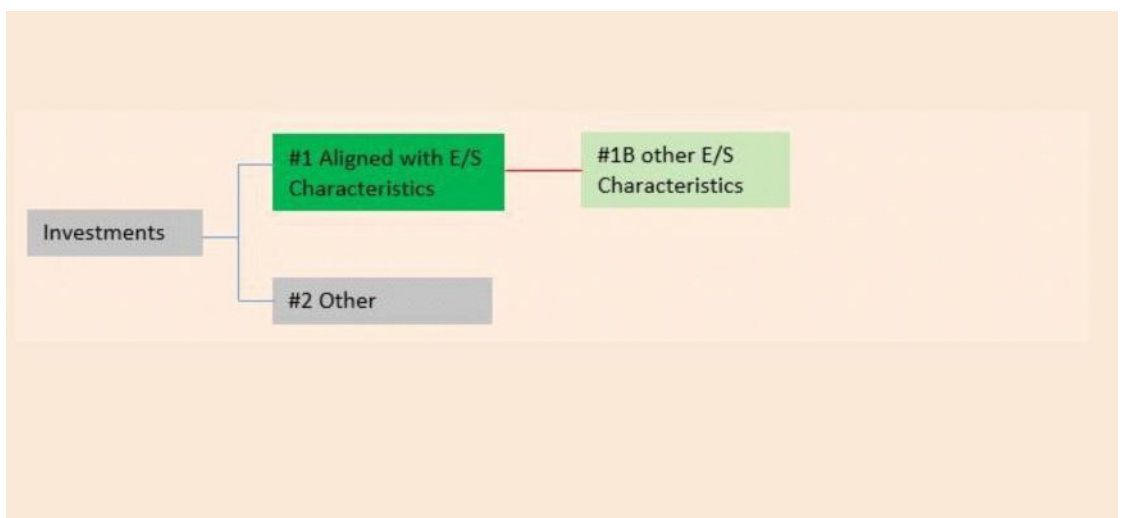 #1 Aligned with E/S
Characteristics
#1B other E/S
Characteristics
Investments
#2 Other